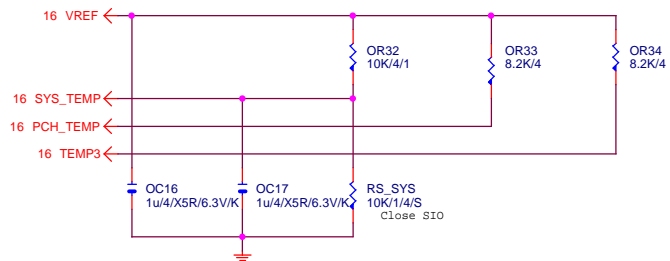 16 VREF
OR32
10K/4/1
OR33
8.2K/4
OR34
8.2K/4
16 SYS_TEMP
16 PCH_TEMP
16 TEMP3
OC16
1u/4/X5R/6.3V/K
OC17
1u/4/X5R/6.3V/K
RS_SYS
10K/1/4/S
Close SIO